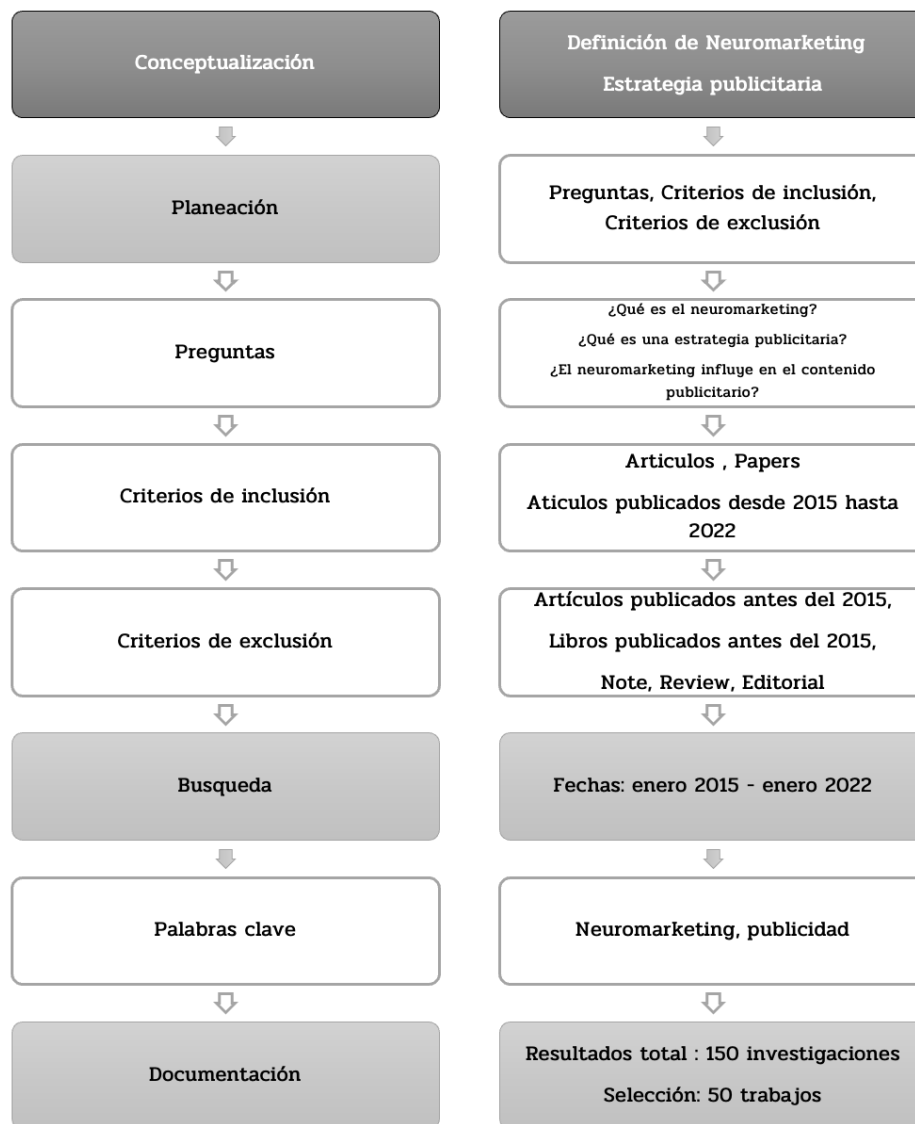 Conceptualización
Definición de Neuromarketing
Estrategia publicitaria
Planeación
Preguntas, Criterios de inclusión,
Criterios de exclusión
Preguntas
¿Qué es el neuromarketing?
¿Qué es una estrategia publicitaria?
¿El neuromarketing influye en el contenido
publicitario?
Criterios de inclusión
Articulos , Papers
Aticulos publicados desde 2015 hasta
2022
Criterios de exclusión
Artículos publicados antes del 2015,
Libros publicados antes del 2015,
Note, Review, Editorial
Busqueda
Fechas: enero 2015 - enero 2022
Palabras clave
Neuromarketing, publicidad
Documentación
Resultados total : 150 investigaciones
Selección: 50 trabajos